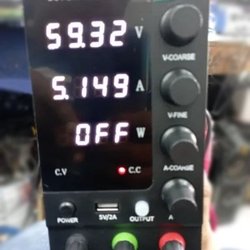 59.32 V V-COARSE
5.149 A V-FINE
OFF W A-COARSE
C.V C.C
POWER 5V/2A OUTPUT A